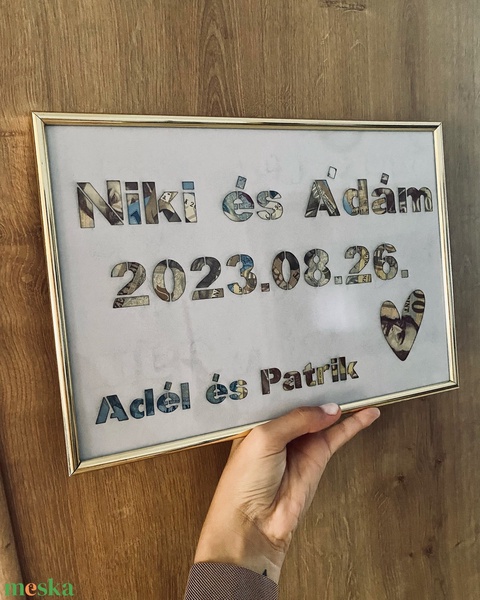 Niki és Ádám
2023.08.26.
Adél és Patrik
meska